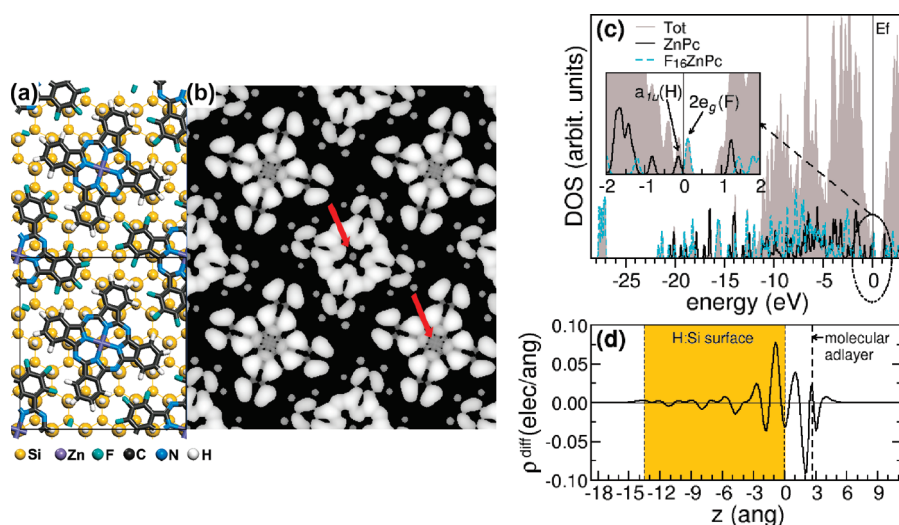 (a)
(b)
Si Zn F C N H
(c)
Tot
ZnPc
F16ZnPc
Ef
a1u(H)
2eg(F)
-2 -1 0 1 2
DOS (arbit. units)
-25 -20 -15 -10 -5 0
energy (eV)
(d)
H:Si surface
molecular
adlayer
0.10
0.05
0.00
-0.05
-0.10
ρdiff(elec/ang)
-18 -15 -12 -9 -6 -3 0 3 6 9
z (ang)